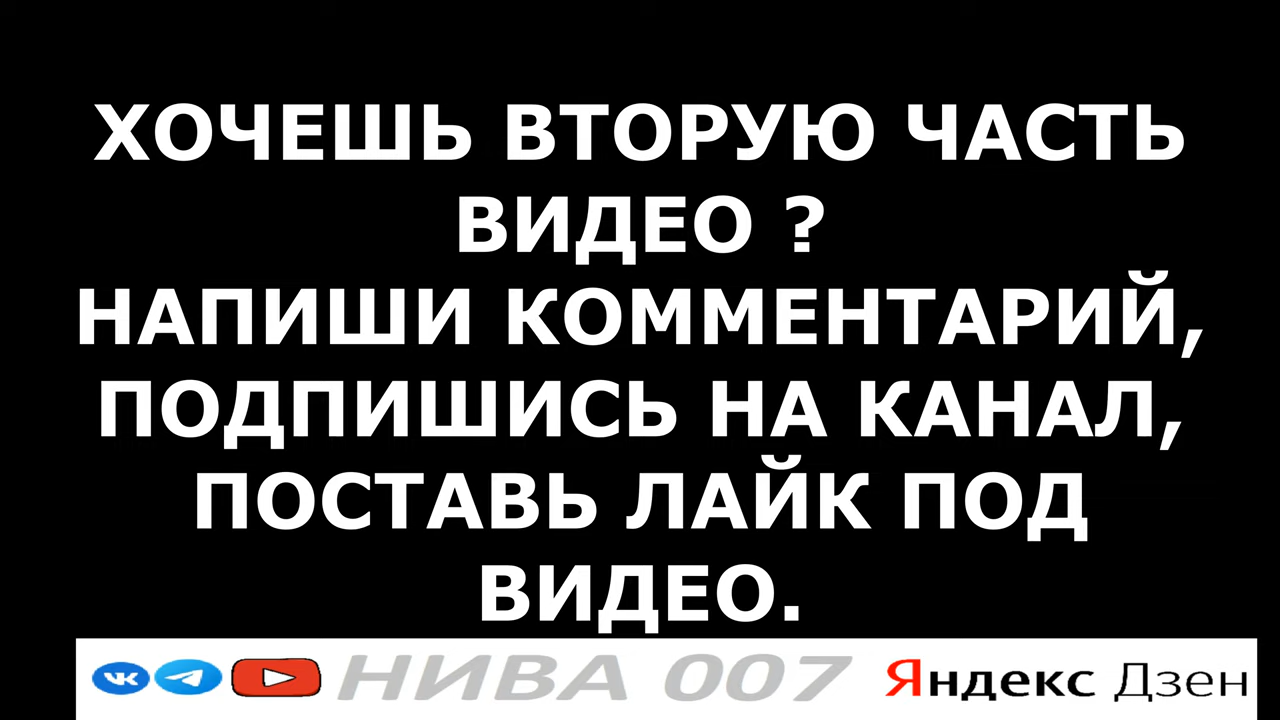 ХОЧЕШЬ ВТОРУЮ ЧАСТЬ
ВИДЕО ?
НАПИШИ КОММЕНТАРИЙ,
ПОДПИШИСЬ НА КАНАЛ,
ПОСТАВЬ ЛАЙК ПОД
ВИДЕО.
НИВА 007 Яндекс Дзен